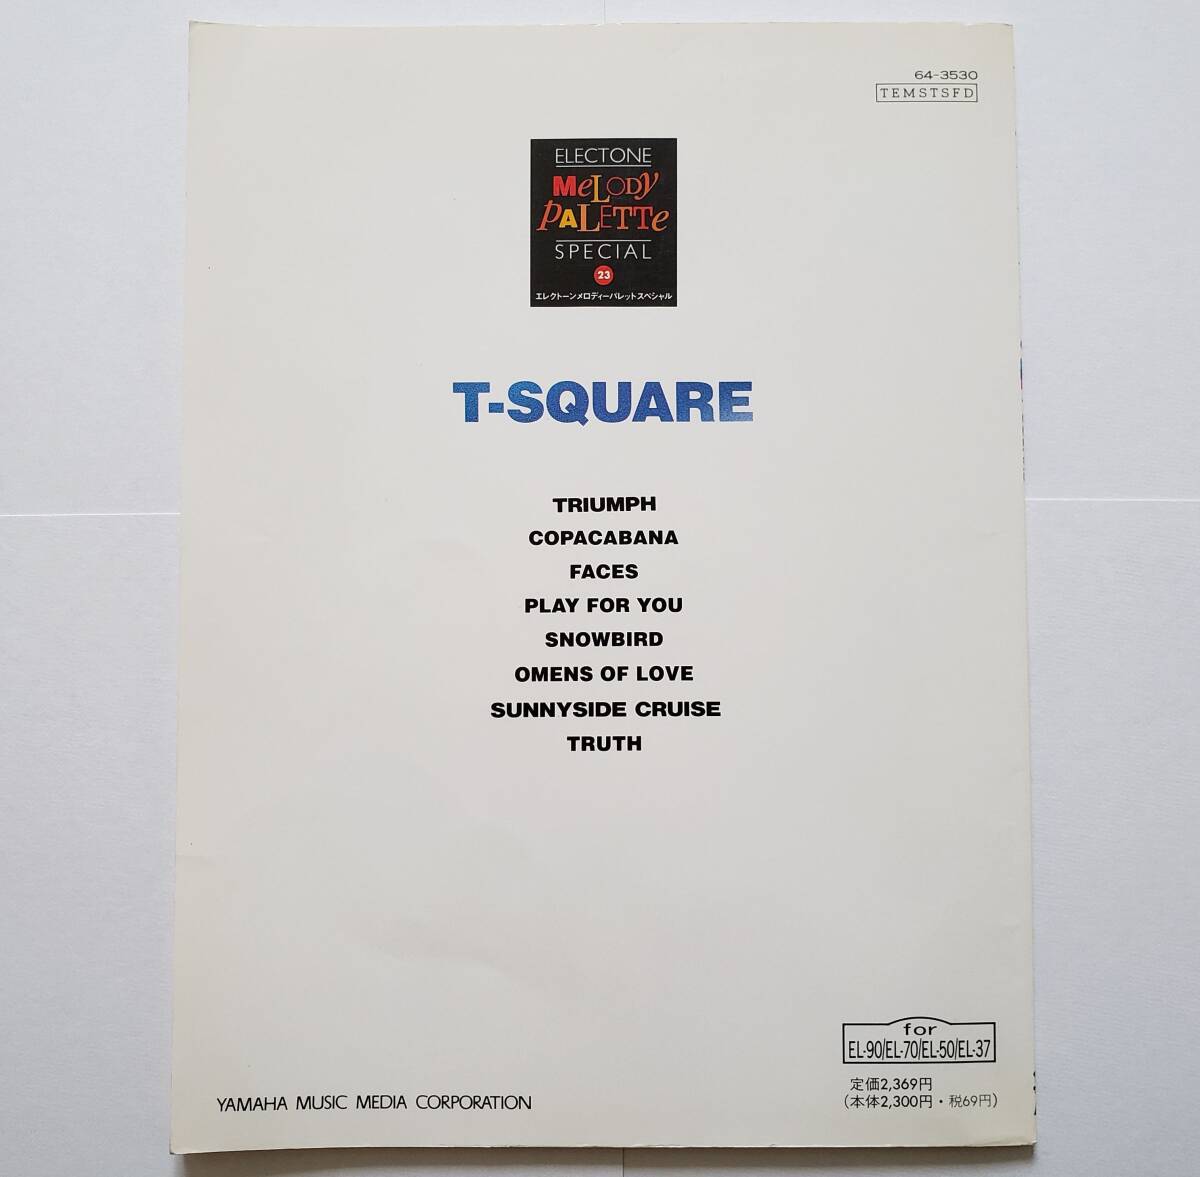 64-3530
TEMSTSFD
ELECTONE
MeLODy
PALETTe
SPECIAL
23
エレクトーンメロディーパレットスペシャル
T-SQUARE
TRIUMPH
COPACABANA
FACES
PLAY FOR YOU
SNOWBIRD
OMENS OF LOVE
SUNNYSIDE CRUISE
TRUTH
for
EL-90/EL-70/EL-50/EL-37
定価2,369円
(本体2,300円・税69円)
YAMAHA MUSIC MEDIA CORPORATION